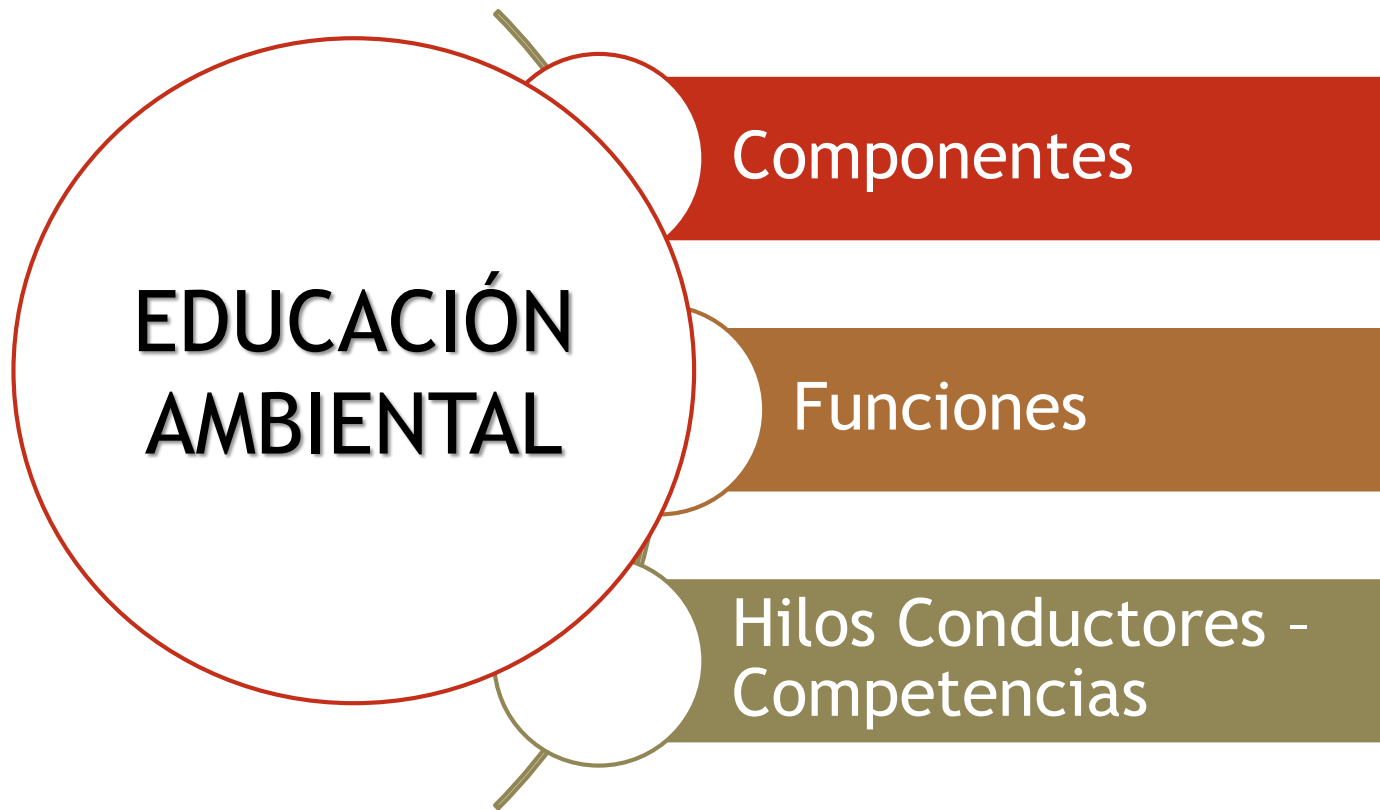 EDUCACIÓN
AMBIENTAL
Componentes
Funciones
Hilos Conductores –
Competencias